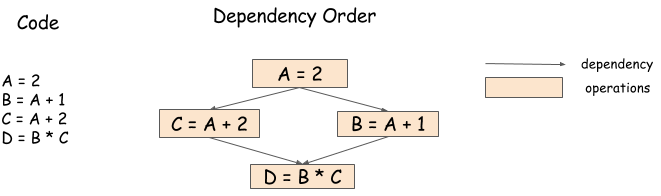 Code
A = 2
B = A + 1
C = A + 2
D = B * C
Dependency Order
A = 2
C = A + 2
B = A + 1
D = B * C
dependency
operations